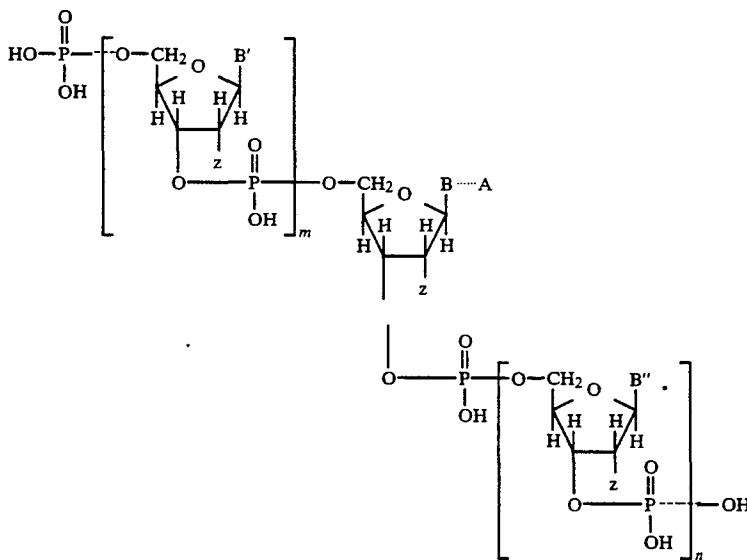 O
HO—P—O—CH₂ O B′
OH H H H H
z
O
O—P—O—CH₂ O B·····A
OH m
H H H H
z
O
O—P—O—CH₂ O B″
OH H H H H
z
O
O—P----OH
OH n